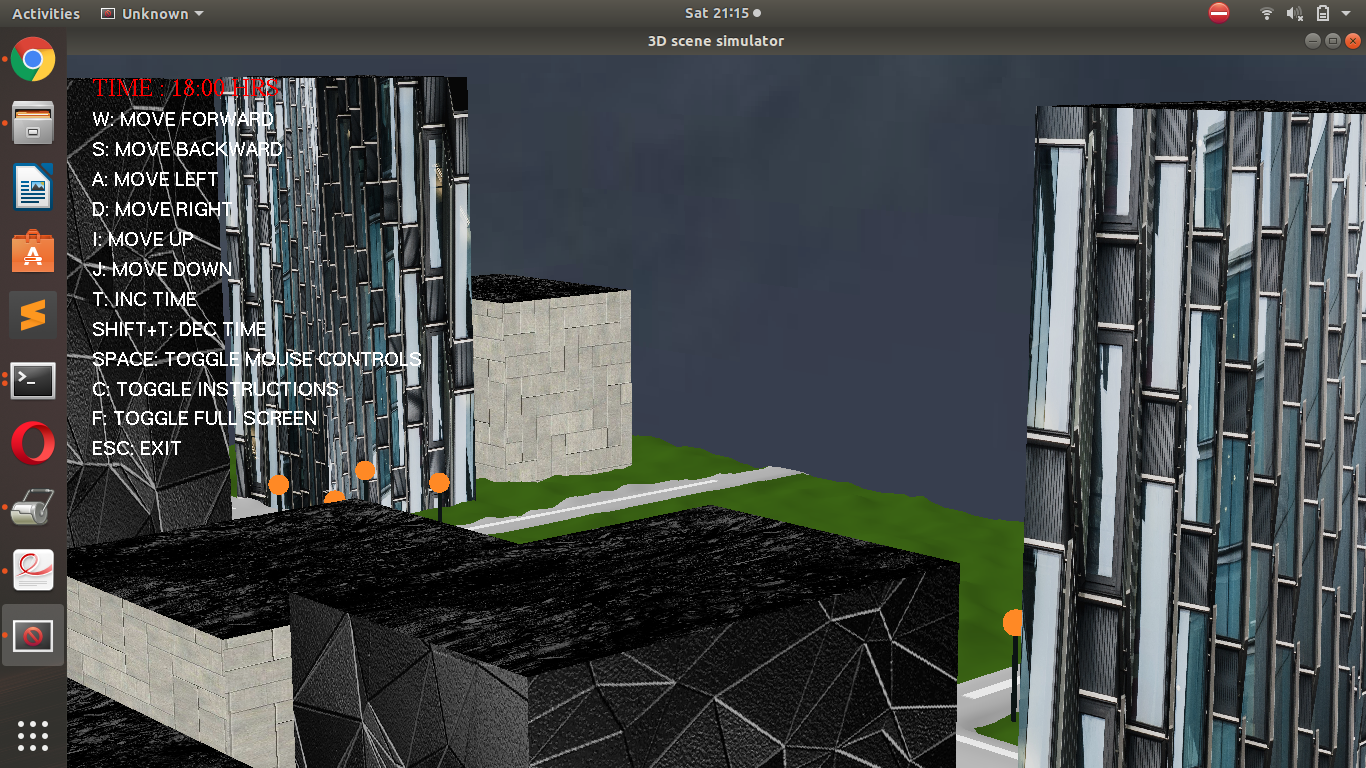 Activities
Unknown
Sat 21:15
3D scene simulator
TIME : 18:00 HRS
W: MOVE FORWARD
S: MOVE BACKWARD
A: MOVE LEFT
D: MOVE RIGHT
I: MOVE UP
J: MOVE DOWN
T: INC TIME
SHIFT+T: DEC TIME
SPACE: TOGGLE MOUSE CONTROLS
C: TOGGLE INSTRUCTIONS
F: TOGGLE FULL SCREEN
ESC: EXIT